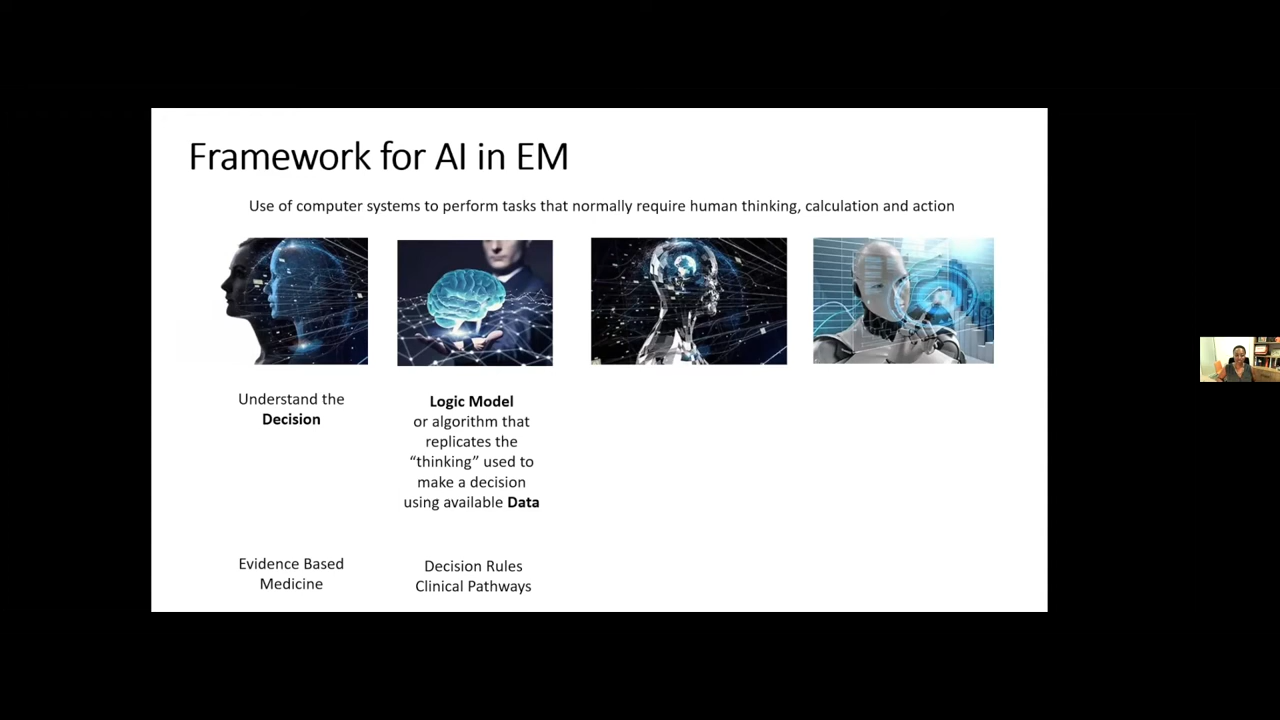 Framework for AI in EM
Use of computer systems to perform tasks that normally require human thinking, calculation and action
Understand the
Decision
Logic Model
or algorithm that
replicates the
“thinking” used to
make a decision
using available Data
Evidence Based
Medicine
Decision Rules
Clinical Pathways